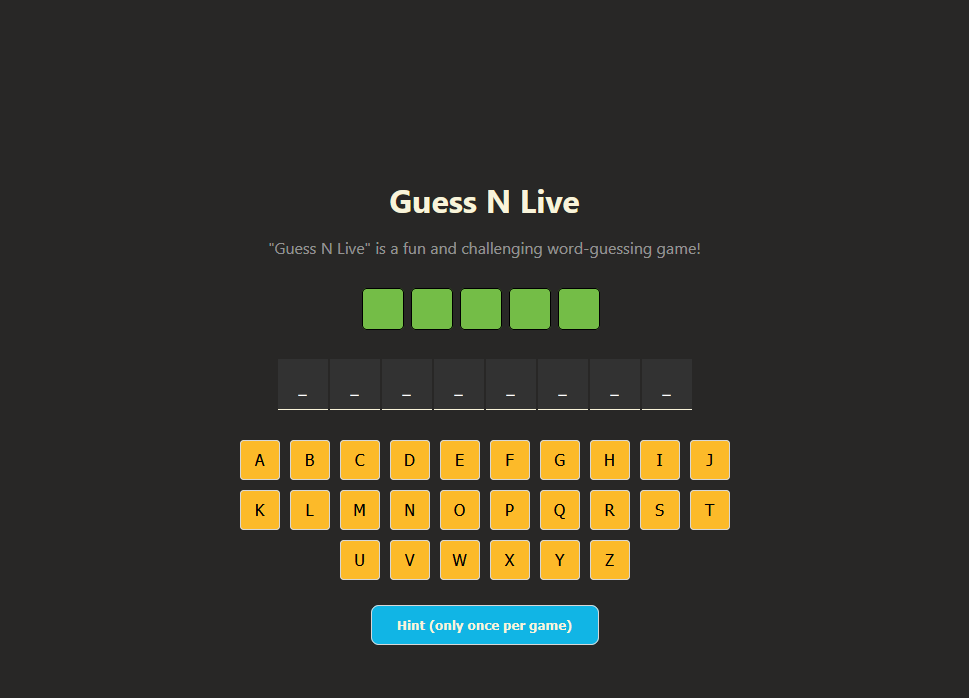 Guess N Live
"Guess N Live" is a fun and challenging word-guessing game!
_ _ _ _ _ _ _ _
A B C D E F G H I J
K L M N O P Q R S T
U V W X Y Z
Hint (only once per game)